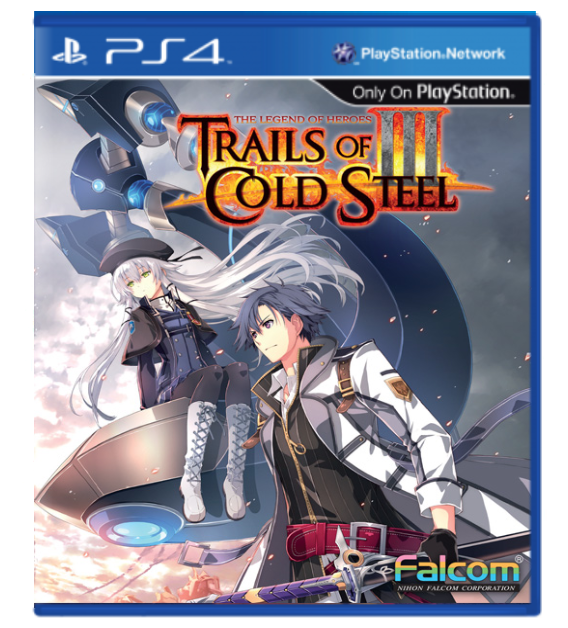 PS4
PlayStation®Network
Only On PlayStation®
THE LEGEND OF HEROES
TRAILS OF III
COLD STEEL
Falcom®
NIHON FALCOM CORPORATION